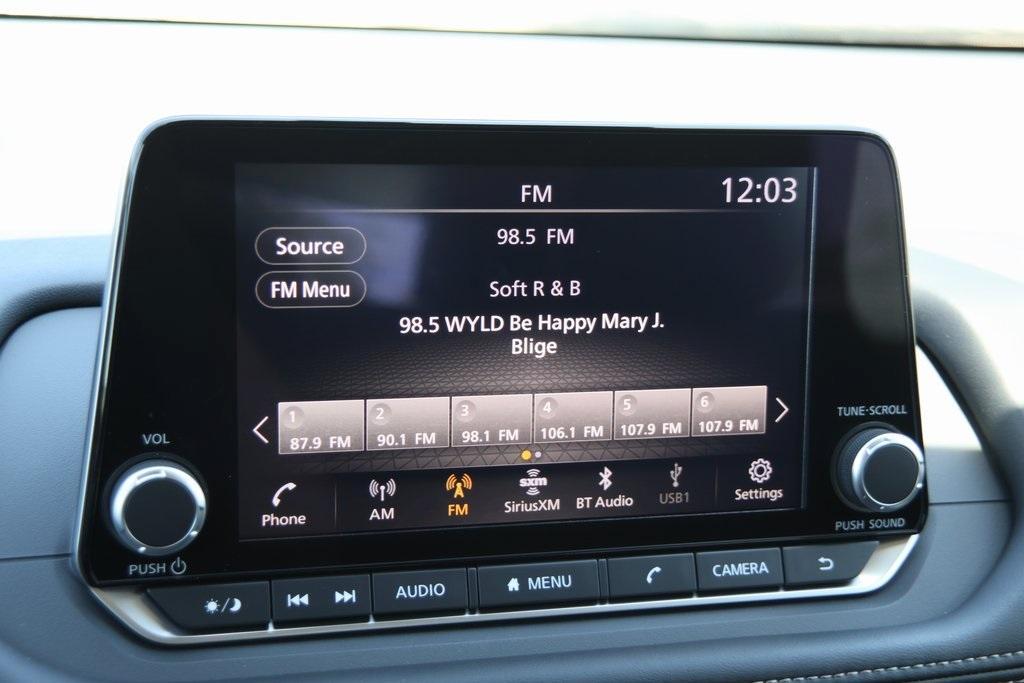 FM
12:03
Source
98.5 FM
FM Menu
Soft R & B
98.5 WYLD Be Happy Mary J.
Blige
1
87.9 FM
2
90.1 FM
3
98.1 FM
4
106.1 FM
5
107.9 FM
6
107.9 FM
Phone
AM
FM
sxm
SiriusXM
BT Audio
USB1
Settings
VOL
PUSH
TUNE·SCROLL
PUSH SOUND
AUDIO
MENU
CAMERA